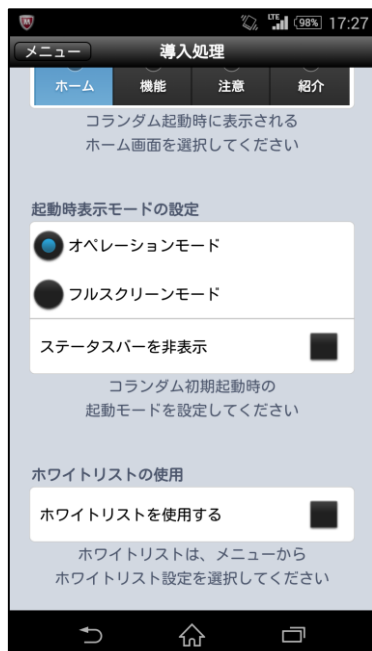 LTE 98% 17:27
メニュー 導入処理
ホーム 機能 注意 紹介
コランダム起動時に表示される
ホーム画面を選択してください
起動時表示モードの設定
オペレーションモード
フルスクリーンモード
ステータスバーを非表示
コランダム初期起動時の
起動モードを設定してください
ホワイトリストの使用
ホワイトリストを使用する
ホワイトリストは、メニューから
ホワイトリスト設定を選択してください